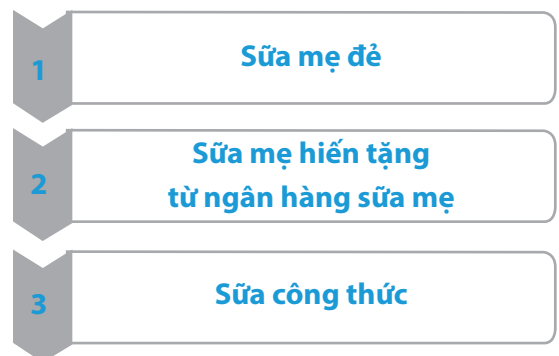 1
Sữa mẹ đẻ
2
Sữa mẹ hiến tặng
từ ngân hàng sữa mẹ
3
Sữa công thức